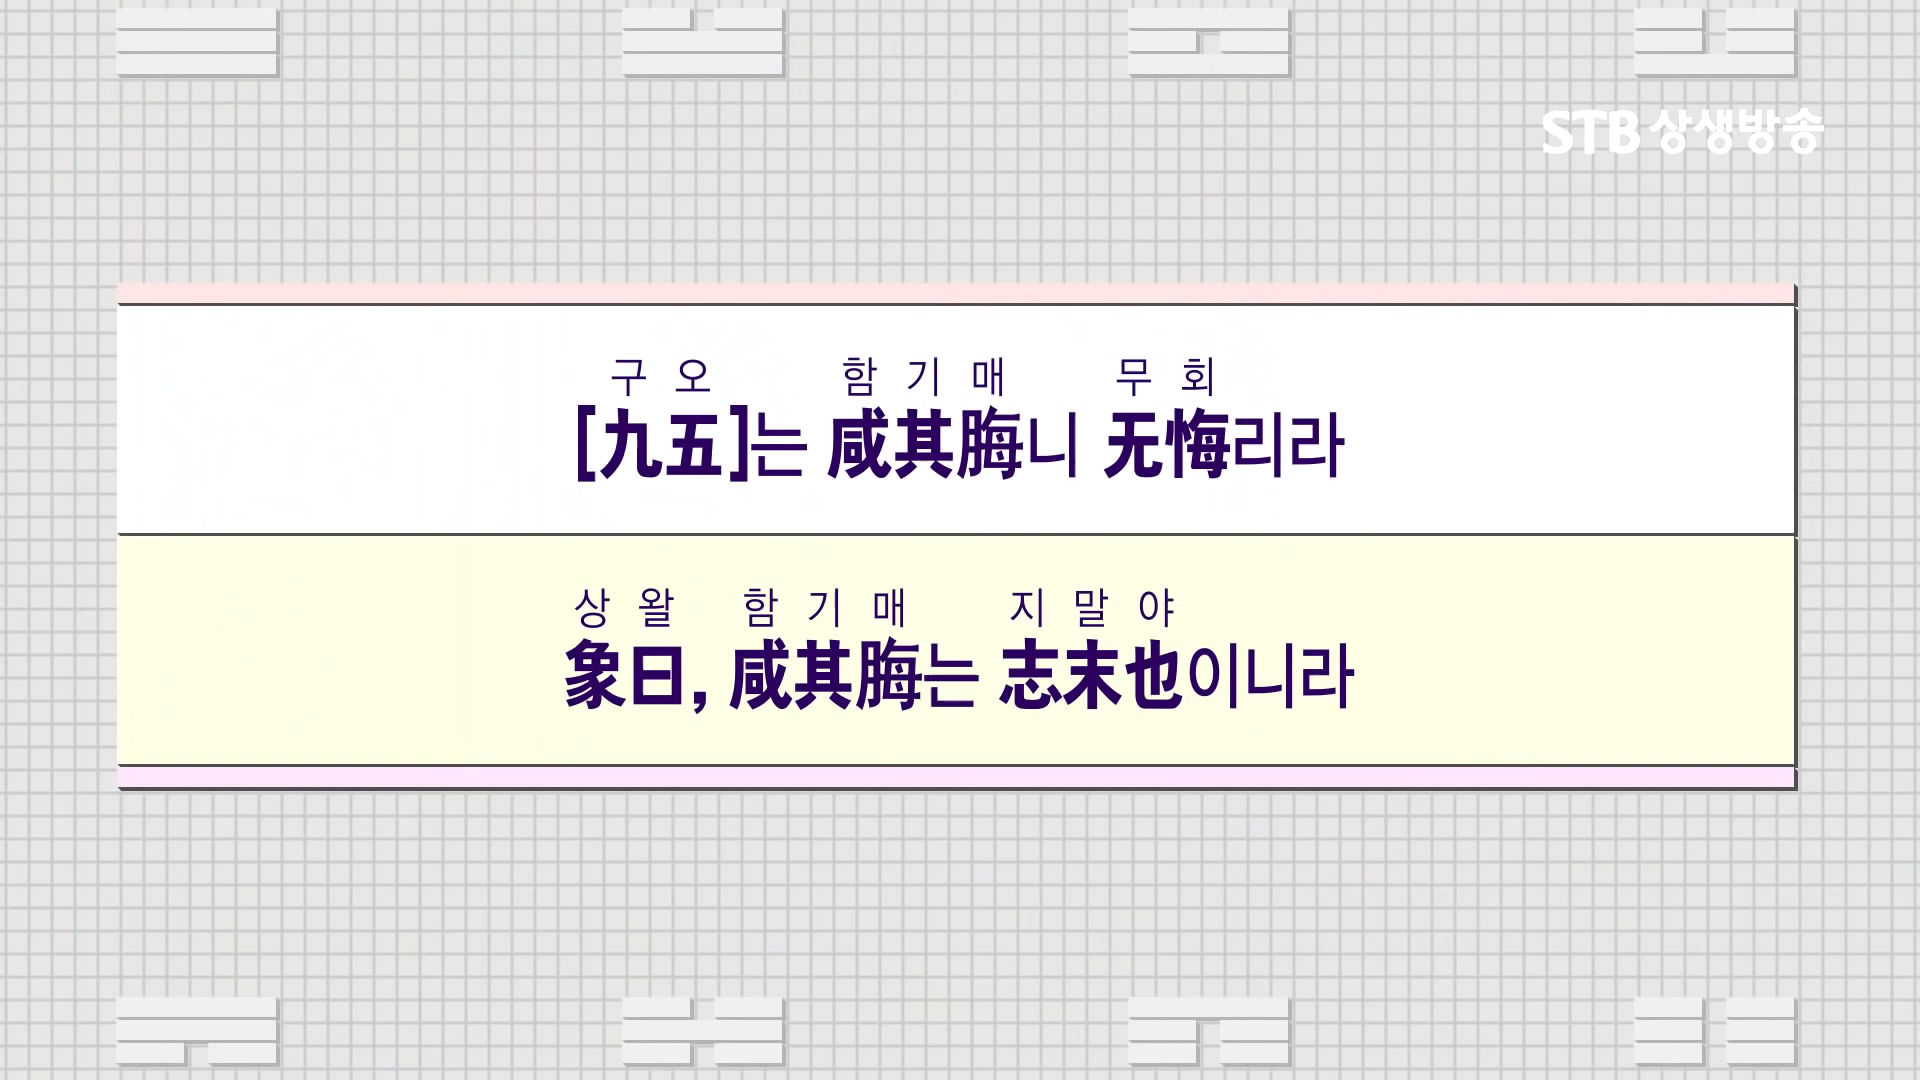 STB 상생방송
구 오 함 기 매 무 회
[九五]는 咸其脢니 无悔리라
상 왈 함 기 매 지 말 야
象曰, 咸其脢는 志末也이니라